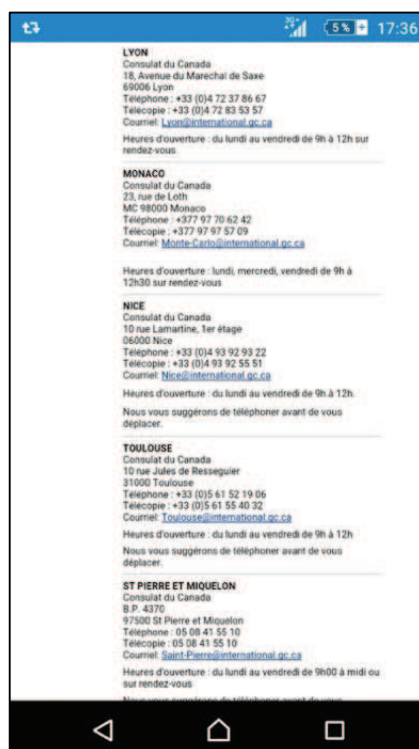 3G 5% 17:36
LYON
Consulat du Canada
18, Avenue du Marechal de Saxe
69006 Lyon
Téléphone : +33 (0)4 72 37 86 67
Télécopie : +33 (0)4 72 83 53 57
Courriel: Lyon@international.gc.ca
Heures d'ouverture : du lundi au vendredi de 9h à 12h sur
rendez-vous
MONACO
Consulat du Canada
23, rue de Loth
MC 98000 Monaco
Téléphone : +377 97 70 62 42
Télécopie : +377 97 97 57 09
Courriel: Monte-Carlo@international.gc.ca
Heures d'ouverture : lundi, mercredi, vendredi de 9h à
12h30 sur rendez-vous
NICE
Consulat du Canada
10 rue Lamartine, 1er étage
06000 Nice
Téléphone : +33 (0)4 93 92 93 22
Télécopie : +33 (0)4 93 92 55 51
Courriel: Nice@international.gc.ca
Heures d'ouverture : du lundi au vendredi de 9h à 12h.
Nous vous suggérons de téléphoner avant de vous
déplacer.
TOULOUSE
Consulat du Canada
10 rue Jules de Resseguier
31000 Toulouse
Téléphone : +33 (0)5 61 52 19 06
Télécopie : +33 (0)5 61 55 40 32
Courriel: Toulouse@international.gc.ca
Heures d'ouverture : du lundi au vendredi de 9h à 12h
Nous vous suggérons de téléphoner avant de vous
déplacer.
ST PIERRE ET MIQUELON
Consulat du Canada
B.P. 4370
97500 St Pierre et Miquelon
Téléphone : 05 08 41 55 10
Télécopie : 05 08 41 55 10
Courriel: Saint-Pierre@international.gc.ca
Heures d'ouverture : du lundi au vendredi de 9h00 à midi ou
sur rendez-vous
Nous vous suggérons de téléphoner avant de vous